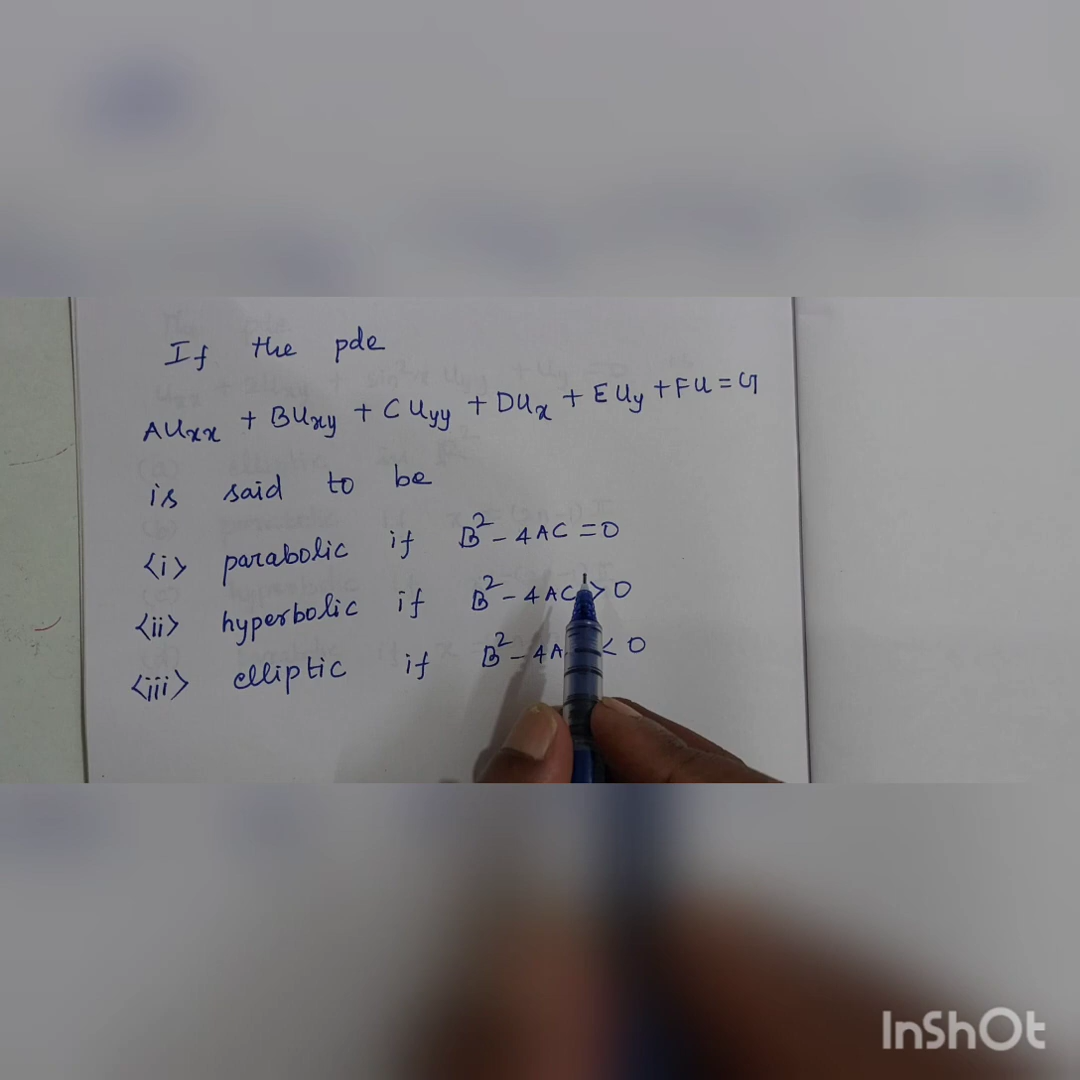 If the pde
AUxx + BUxy + CUyy + DUx + EUy + FU = G
is said to be
<i> parabolic if B² - 4AC = 0
<ii> hyperbolic if B² - 4AC > 0
<iii> elliptic if B² - 4A < 0
InShOt